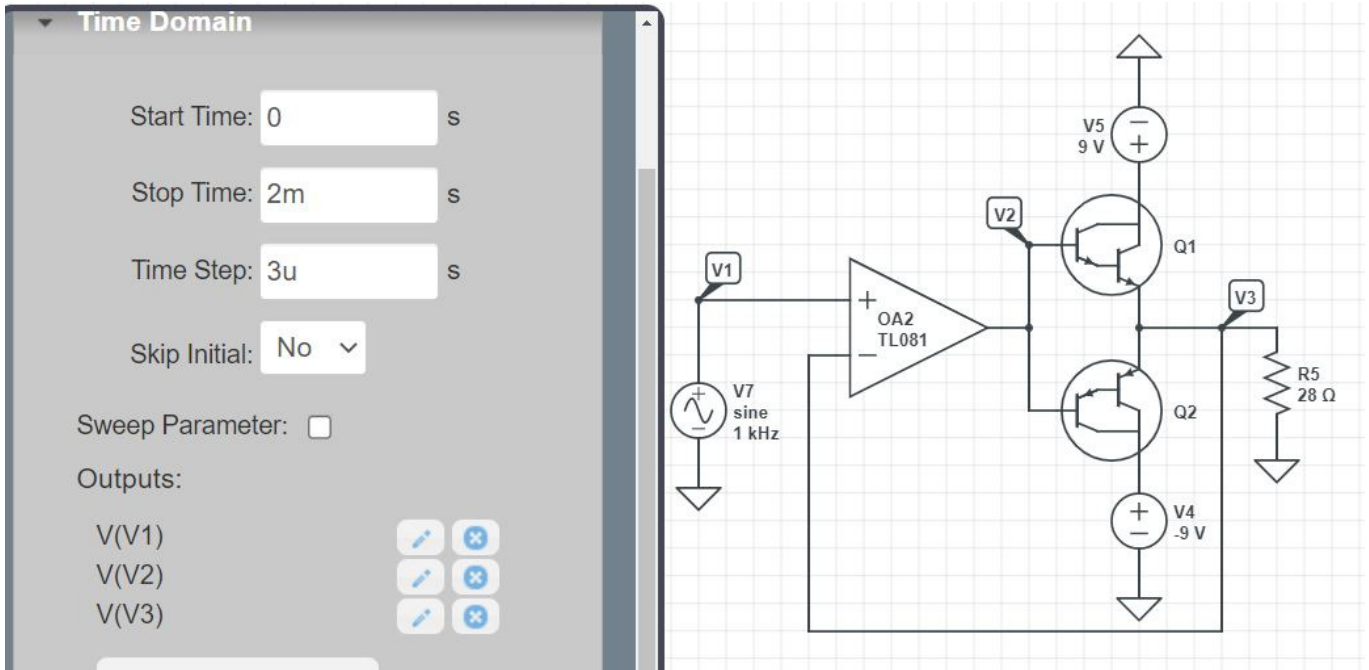 Time Domain
Start Time: 0 s
Stop Time: 2m s
Time Step: 3u s
Skip Initial: No
Sweep Parameter:
Outputs:
V(V1)
V(V2)
V(V3)
V1
V7
sine
1 kHz
+
−
OA2
TL081
V2
V5
9 V
−
+
Q1
V3
Q2
R5
28 Ω
+
−
V4
-9 V